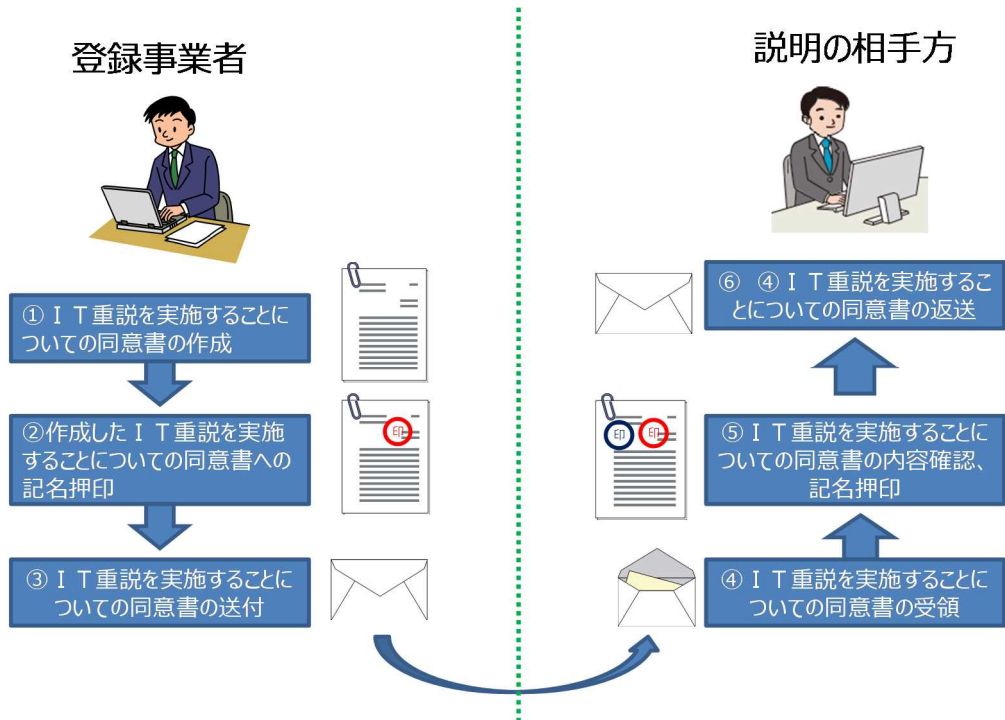 登録事業者
①ＩＴ重説を実施することに
ついての同意書の作成
②作成したＩＴ重説を実施
することについての同意書への
記名押印
印
③ＩＴ重説を実施することに
ついての同意書の送付
説明の相手方
⑥ ④ＩＴ重説を実施するこ
とについての同意書の返送
⑤ＩＴ重説を実施することに
ついての同意書の内容確認、
記名押印
印 印
④ＩＴ重説を実施することに
ついての同意書の受領